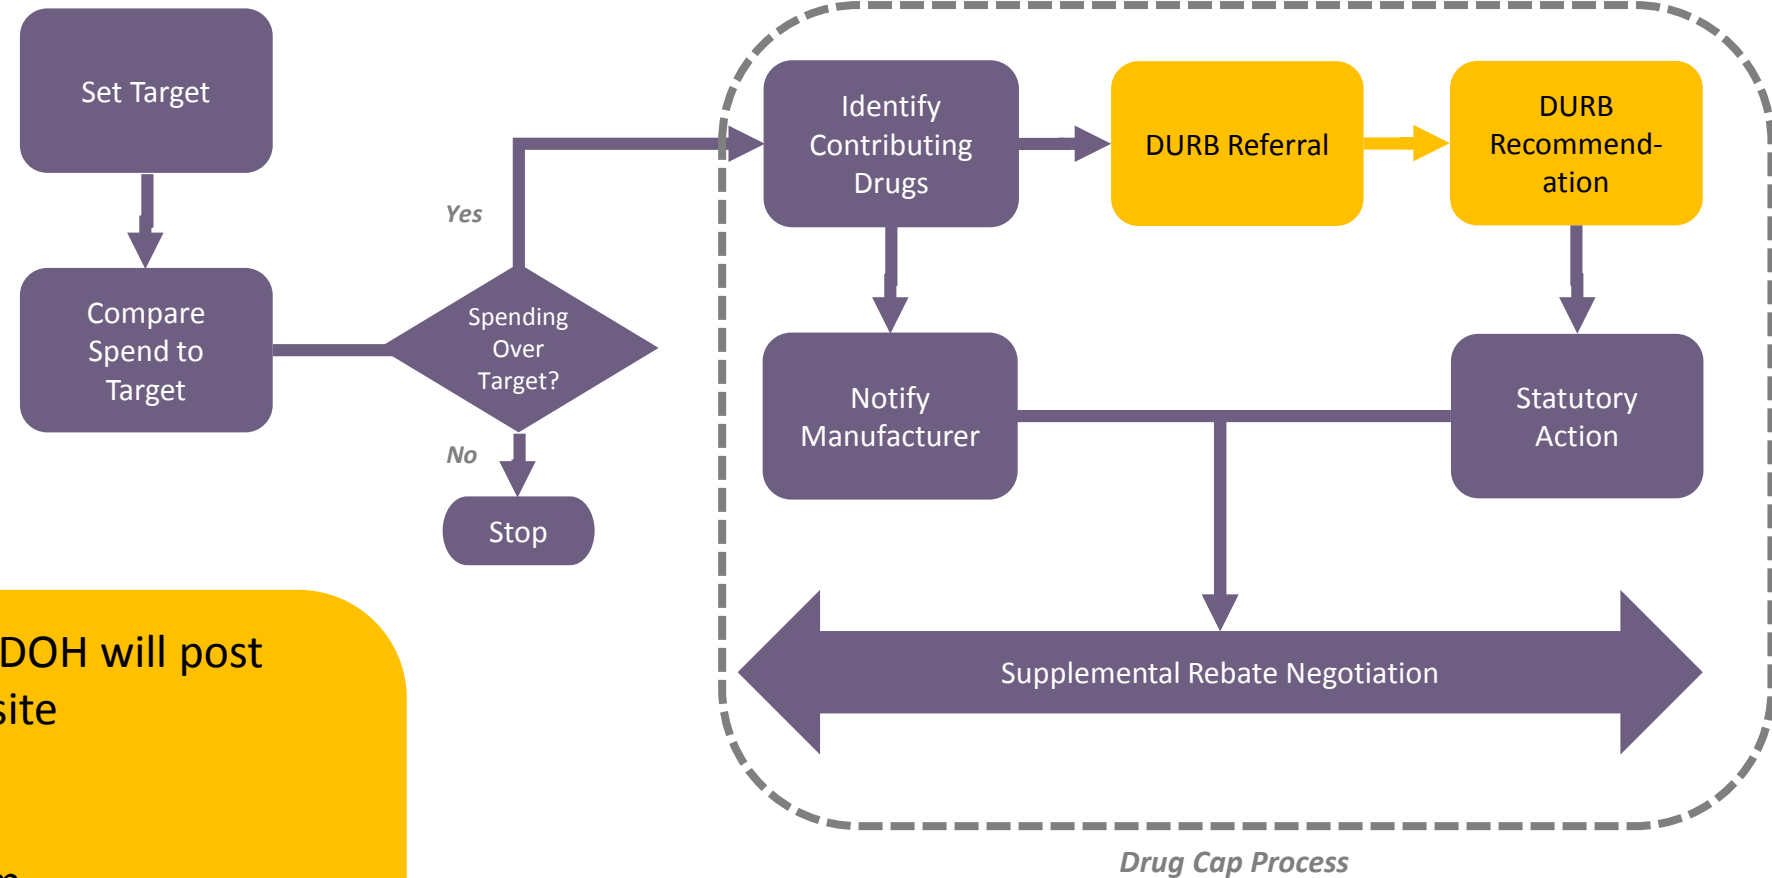 Set Target
Compare
Spend to
Target
Yes
Spending
Over
Target?
No
Stop
Identify
Contributing
Drugs
DURB Referral
DURB
Recommend-
ation
Notify
Manufacturer
Statutory
Action
Supplemental Rebate Negotiation
Drug Cap Process
DOH will post
site